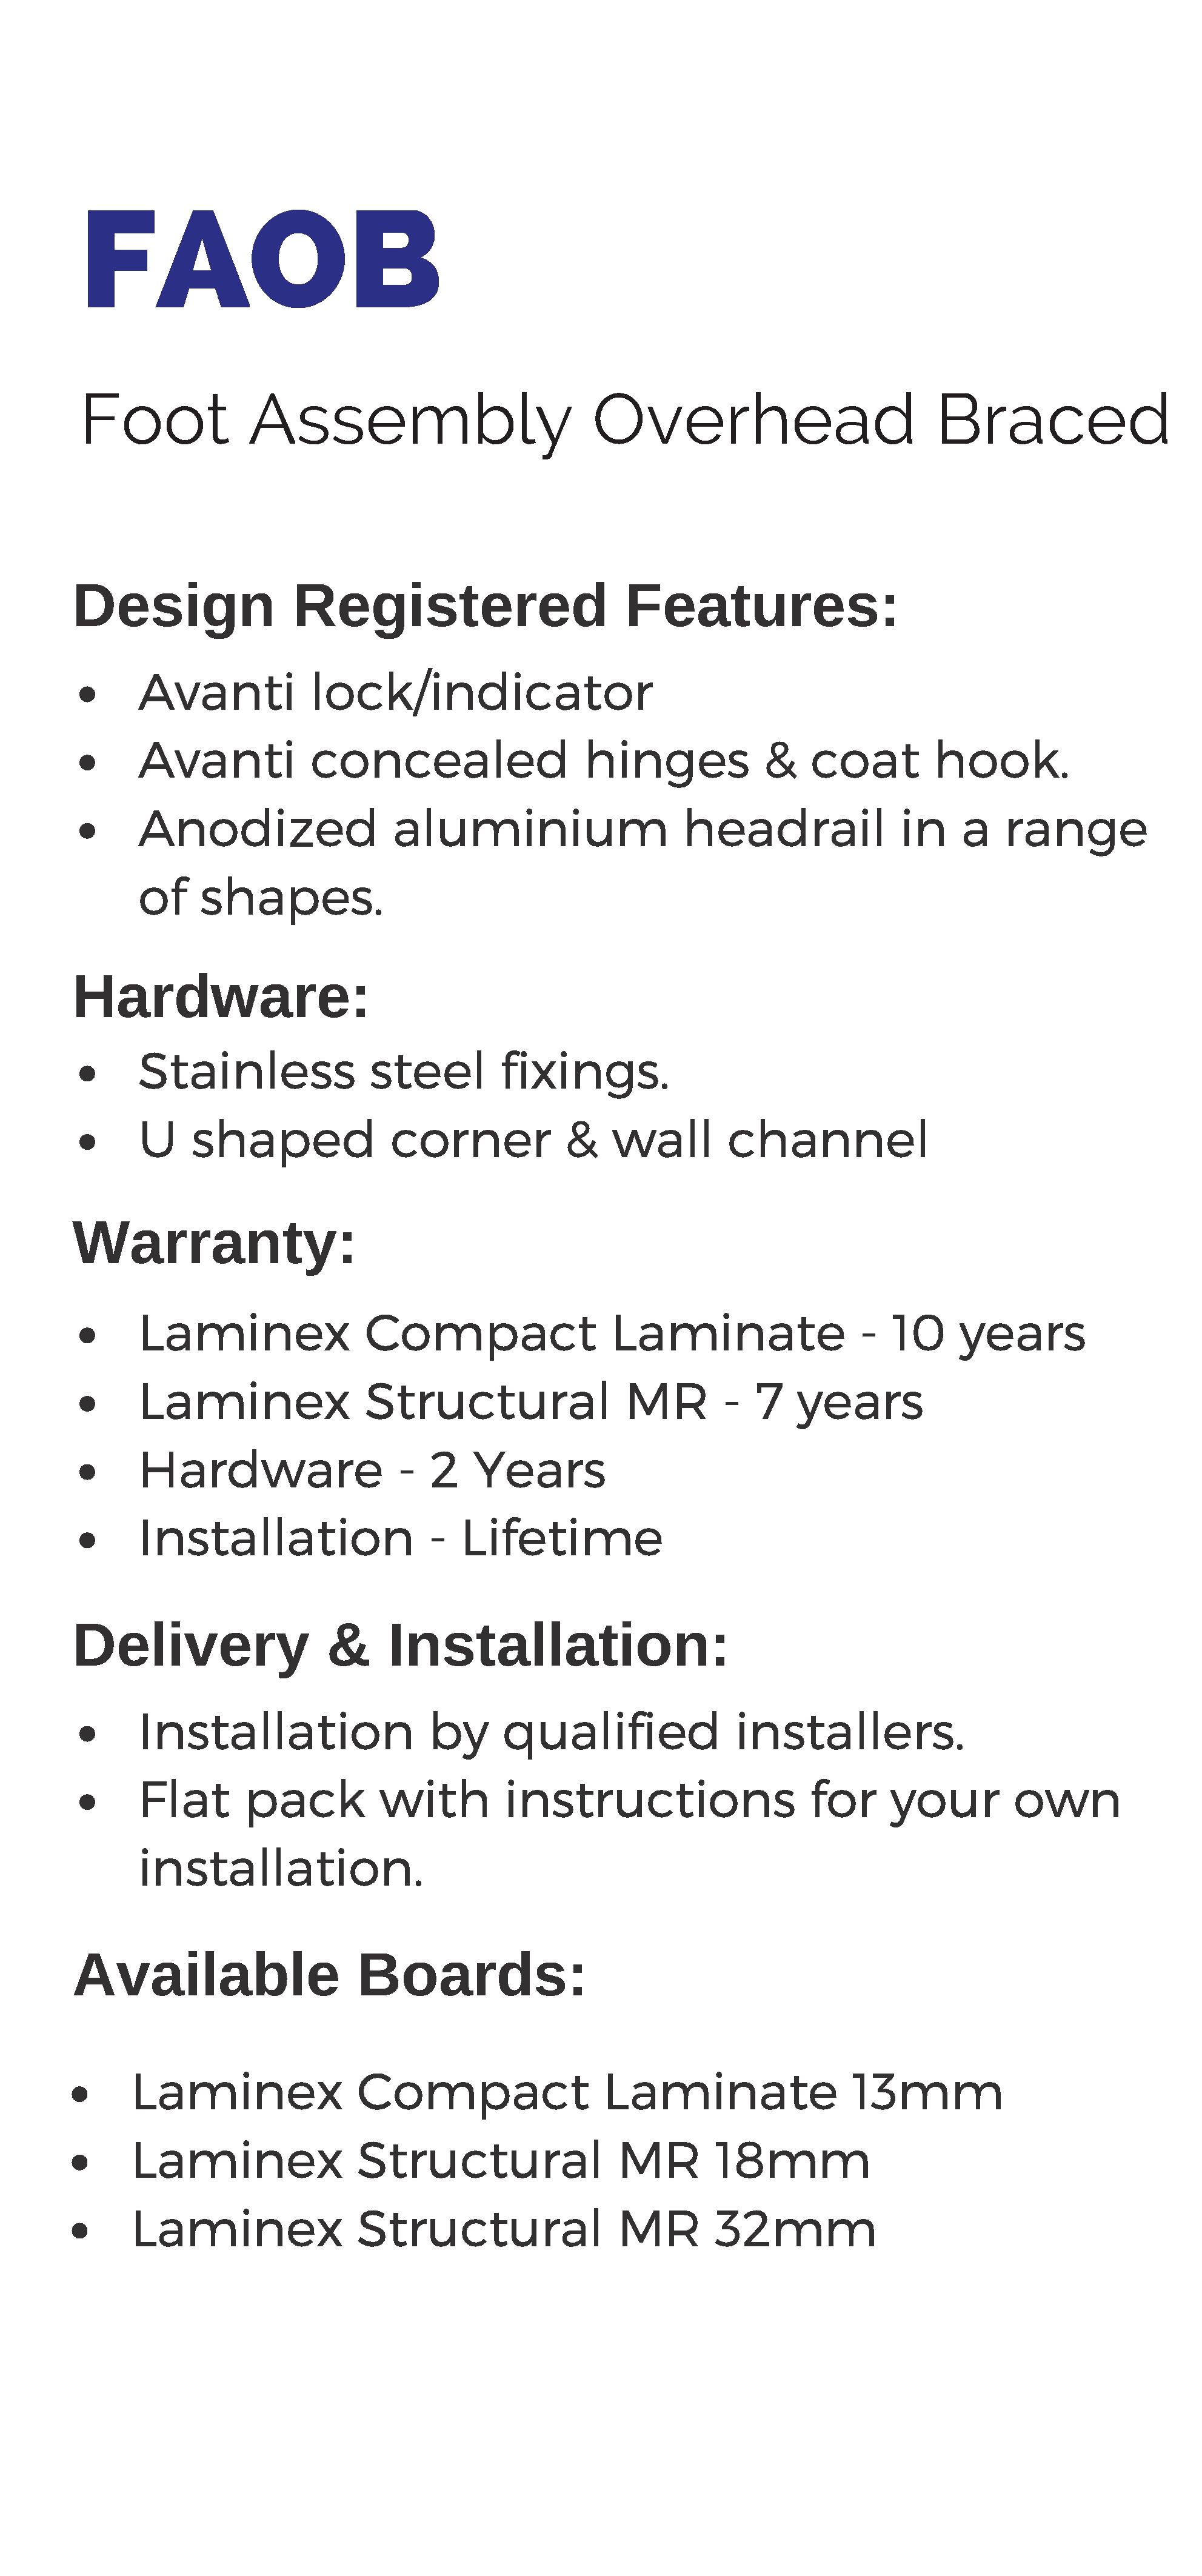 FAOB
Foot Assembly Overhead Braced
Design Registered Features:
• Avanti lock/indicator
• Avanti concealed hinges & coat hook.
• Anodized aluminium headrail in a range
of shapes.
Hardware:
• Stainless steel fixings.
• U shaped corner & wall channel
Warranty:
• Laminex Compact Laminate - 10 years
• Laminex Structural MR - 7 years
• Hardware - 2 Years
• Installation - Lifetime
Delivery & Installation:
• Installation by qualified installers.
• Flat pack with instructions for your own
installation.
Available Boards:
• Laminex Compact Laminate 13mm
• Laminex Structural MR 18mm
• Laminex Structural MR 32mm